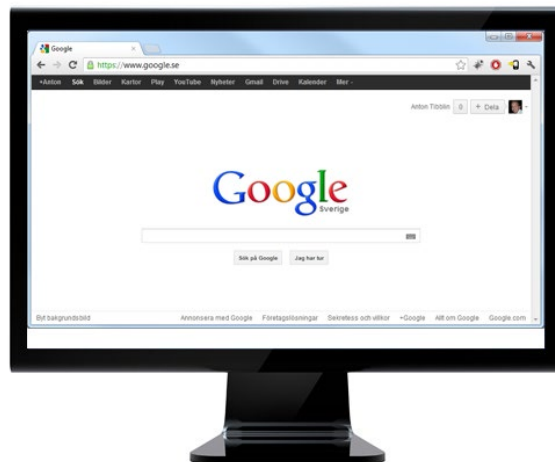 Google
https://www.google.se
+Anton Sök Bilder Kartor Play YouTube Nyheter Gmail Drive Kalender Mer
Anton Tibblin 0 + Dela
Google
Sverige
Sök på Google Jag har tur
Byt bakgrundsbild Annonsera med Google Företagslösningar Sekretess och villkor +Google Allt om Google Google.com